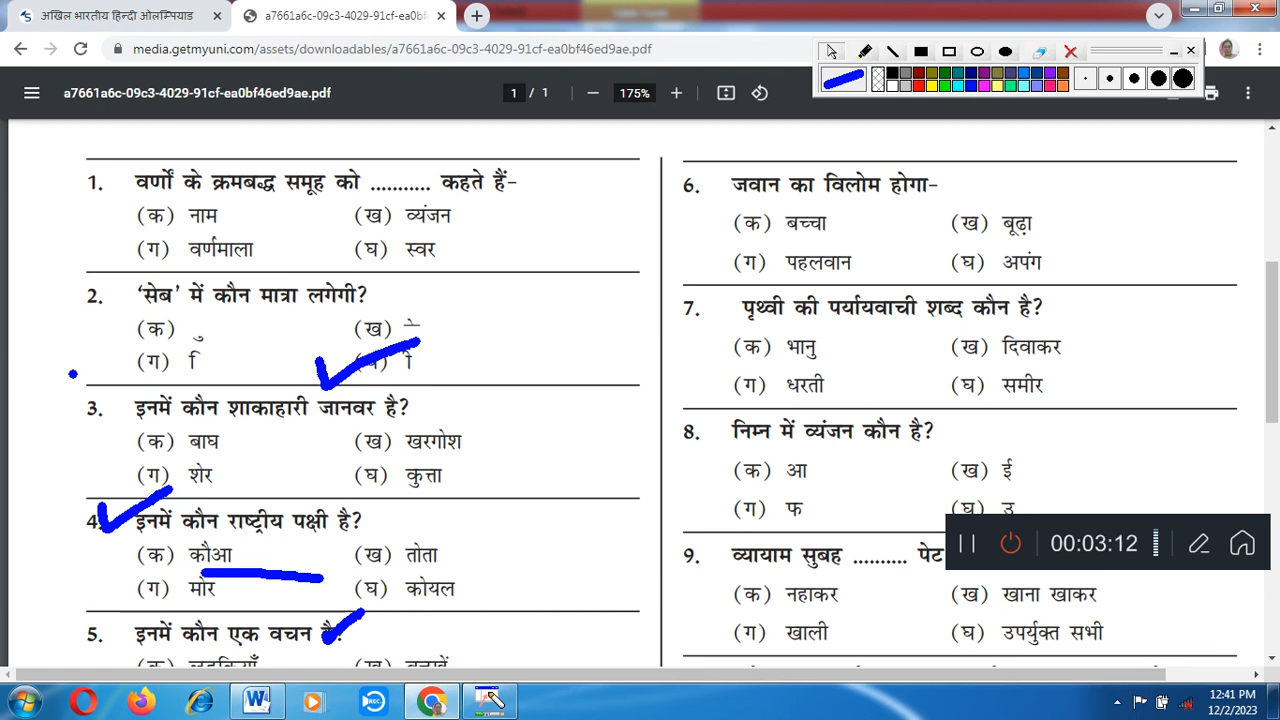 अखिल भारतीय हिन्दी ओलम्पियाड
a7661a6c-09c3-4029-91cf-ea0bf4
media.getmyuni.com/assets/downloadables/a7661a6c-09c3-4029-91cf-ea0bf46ed9ae.pdf
a7661a6c-09c3-4029-91cf-ea0bf46ed9ae.pdf
1 / 1
175%
1. वर्णों के क्रमबद्ध समूह को ........... कहते हैं-
(क) नाम (ख) व्यंजन
(ग) वर्णमाला (घ) स्वर
2. ‘सेब’ में कौन मात्रा लगेगी?
(क) ु (ख) े
(ग) ि ो
3. इनमें कौन शाकाहारी जानवर है?
(क) बाघ (ख) खरगोश
(ग) शेर (घ) कुत्ता
4. इनमें कौन राष्ट्रीय पक्षी है?
(क) कौआ (ख) तोता
(ग) मोर (घ) कोयल
5. इनमें कौन एक वचन है?
6. जवान का विलोम होगा-
(क) बच्चा (ख) बूढ़ा
(ग) पहलवान (घ) अपंग
7. पृथ्वी की पर्यायवाची शब्द कौन है?
(क) भानु (ख) दिवाकर
(ग) धरती (घ) समीर
8. निम्न में व्यंजन कौन है?
(क) आ (ख) ई
(ग) फ (घ) उ
9. व्यायाम सुबह .......... पेट
(क) नहाकर (ख) खाना खाकर
(ग) खाली (घ) उपर्युक्त सभी
00:03:12
REC
12:41 PM
12/2/2023